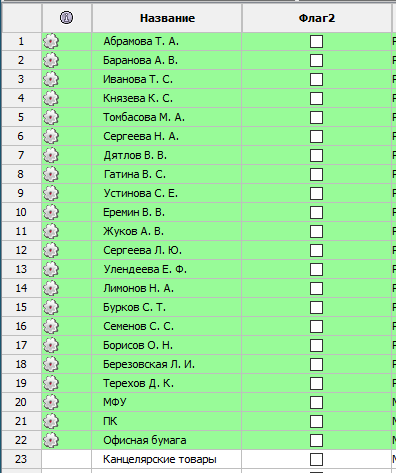 Название Флаг2
1 Абрамова Т. А.
2 Баранова А. В.
3 Иванова Т. С.
4 Князева К. С.
5 Томбасова М. А.
6 Сергеева Н. А.
7 Дятлов В. В.
8 Гатина В. С.
9 Устинова С. Е.
10 Еремин В. В.
11 Жуков А. В.
12 Сергеева Л. Ю.
13 Улендеева Е. Ф.
14 Лимонов Н. А.
15 Бурков С. Т.
16 Семенов С. С.
17 Борисов О. Н.
18 Березовская Л. И.
19 Терехов Д. К.
20 МФУ
21 ПК
22 Офисная бумага
23 Канцелярские товары